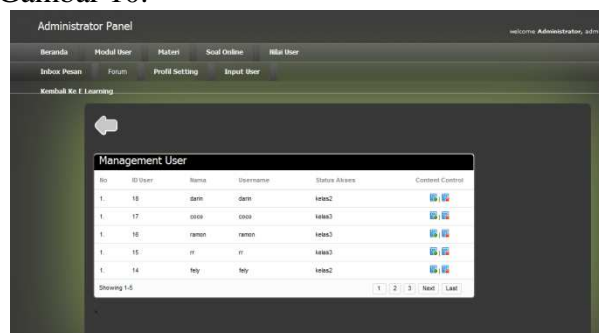 Gambar 10.
Administrator Panel
welcome Administrator, adm
Beranda Modul User Materi Soal Online Nilai User
Inbox Pesan Forum Profil Setting Input User
Kembali Ke E Learning
Management User
No ID User Nama Username Status Akses Content Control
1. 18 darin darin kelas2
1. 17 coco coco kelas3
1. 16 ramon ramon kelas3
1. 15 rr rr kelas3
1. 14 fely fely kelas2
Showing 1-5 1 2 3 Next Last